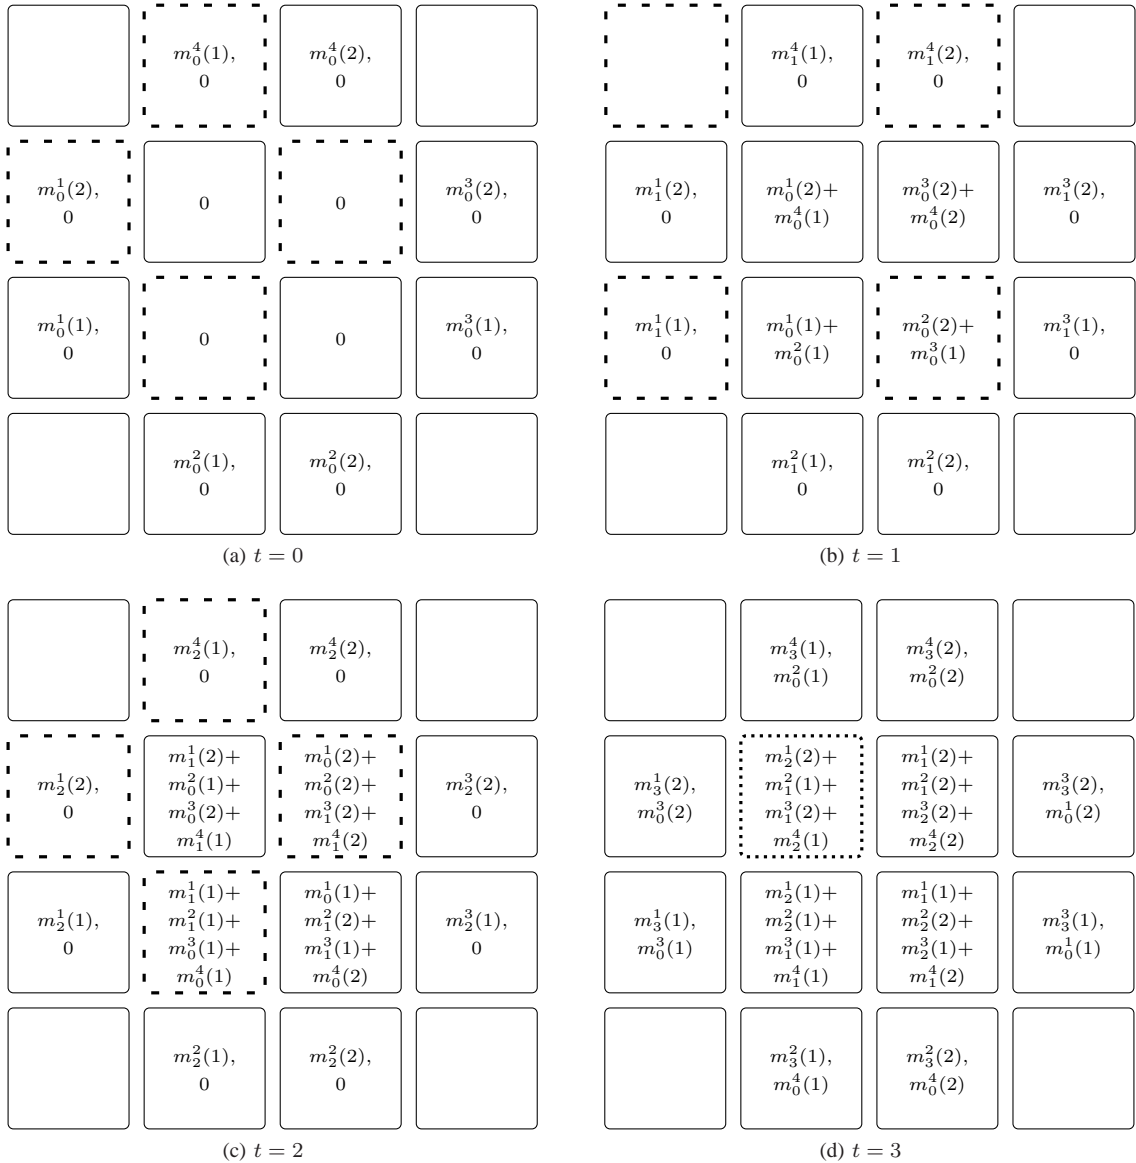 m_0^4(1),
0
m_0^4(2),
0
m_0^1(2),
0
0
0
m_0^3(2),
0
m_0^1(1),
0
0
0
m_0^3(1),
0
m_0^2(1),
0
m_0^2(2),
0
(a) t = 0
m_1^4(1),
0
m_1^4(2),
0
m_1^1(2),
0
m_0^1(2)+
m_0^4(1)
m_0^3(2)+
m_0^4(2)
m_1^3(2),
0
m_1^1(1),
0
m_0^1(1)+
m_0^2(1)
m_0^2(2)+
m_0^3(1)
m_1^3(1),
0
m_1^2(1),
0
m_1^2(2),
0
(b) t = 1
m_2^4(1),
0
m_2^4(2),
0
m_2^1(2),
0
m_1^1(2)+
m_0^2(1)+
m_0^3(2)+
m_1^4(1)
m_0^1(2)+
m_0^2(2)+
m_1^3(2)+
m_1^4(2)
m_2^3(2),
0
m_2^1(1),
0
m_1^1(1)+
m_1^2(1)+
m_0^3(1)+
m_0^4(1)
m_0^1(1)+
m_1^2(2)+
m_1^3(1)+
m_0^4(2)
m_2^3(1),
0
m_2^2(1),
0
m_2^2(2),
0
(c) t = 2
m_3^4(1),
m_0^2(1)
m_3^4(2),
m_0^2(2)
m_3^1(2),
m_0^3(2)
m_2^1(2)+
m_1^2(1)+
m_1^3(2)+
m_2^4(1)
m_1^1(2)+
m_1^2(2)+
m_2^3(2)+
m_2^4(2)
m_3^3(2),
m_0^1(2)
m_3^1(1),
m_0^3(1)
m_2^1(1)+
m_2^2(1)+
m_1^3(1)+
m_1^4(1)
m_1^1(1)+
m_2^2(2)+
m_2^3(1)+
m_1^4(2)
m_3^3(1),
m_0^1(1)
m_3^2(1),
m_0^4(1)
m_3^2(2),
m_0^4(2)
(d) t = 3